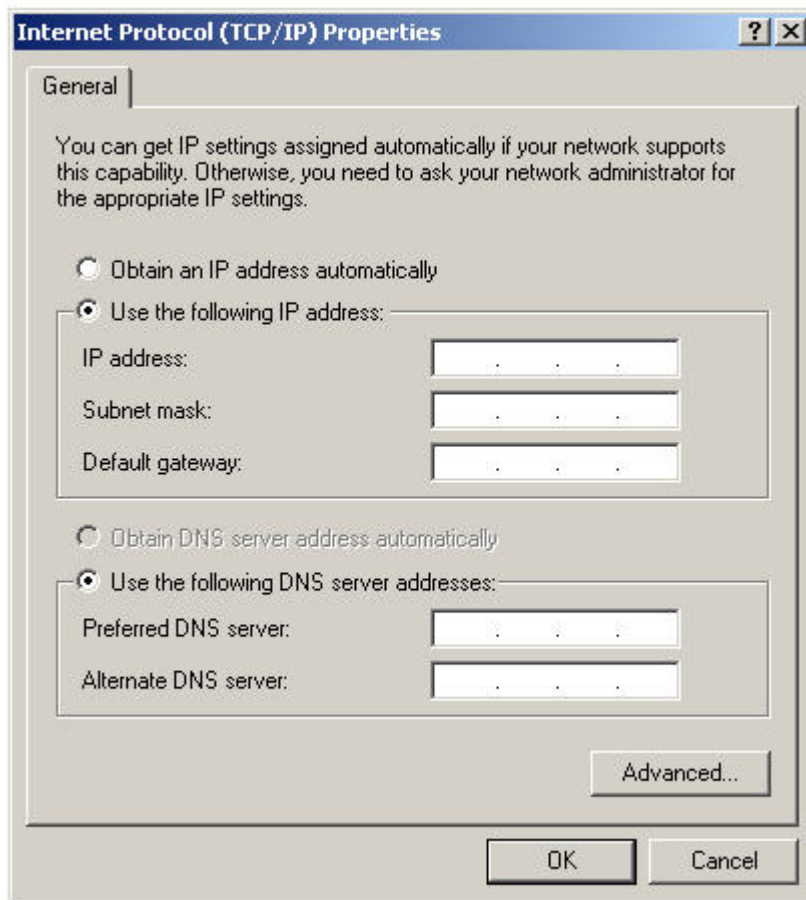 Internet Protocol (TCP/IP) Properties
General
You can get IP settings assigned automatically if your network supports
this capability. Otherwise, you need to ask your network administrator for
the appropriate IP settings.
Obtain an IP address automatically
Use the following IP address:
IP address: . . .
Subnet mask: . . .
Default gateway: . . .
Obtain DNS server address automatically
Use the following DNS server addresses:
Preferred DNS server: . . .
Alternate DNS server: . . .
Advanced...
OK Cancel